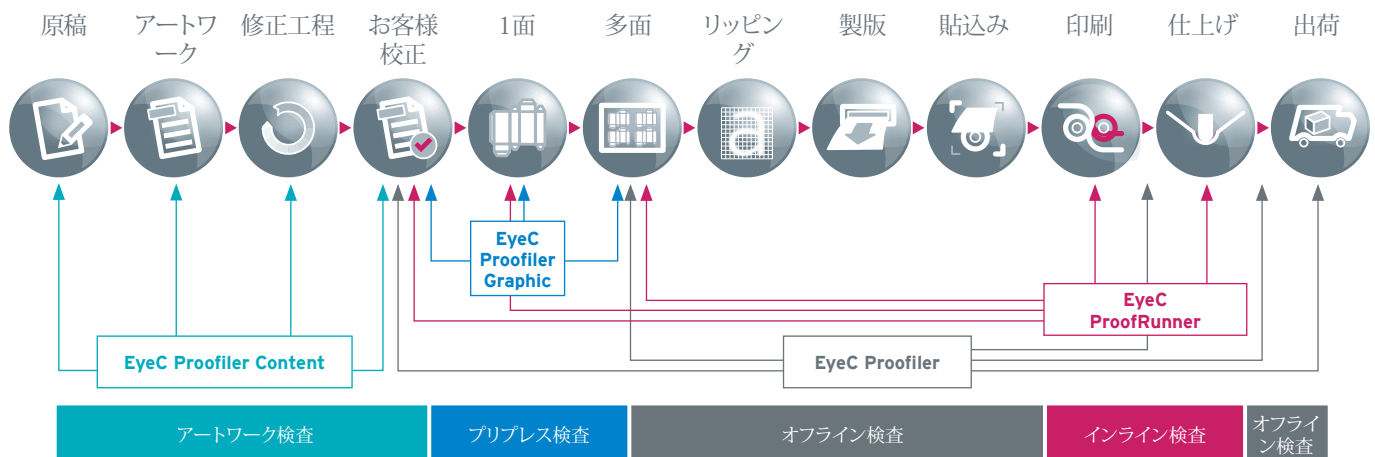 原稿
アートワ
ーク
修正工程
お客様
校正
1面
多面
リッピン
グ
製版
貼込み
印刷
仕上げ
出荷
a
EyeC
Proofiler
Graphic
EyeC
ProofRunner
EyeC Proofiler Content
EyeC Proofiler
アートワーク検査
プリプレス検査
オフライン検査
インライン検査
オフライ
ン検査